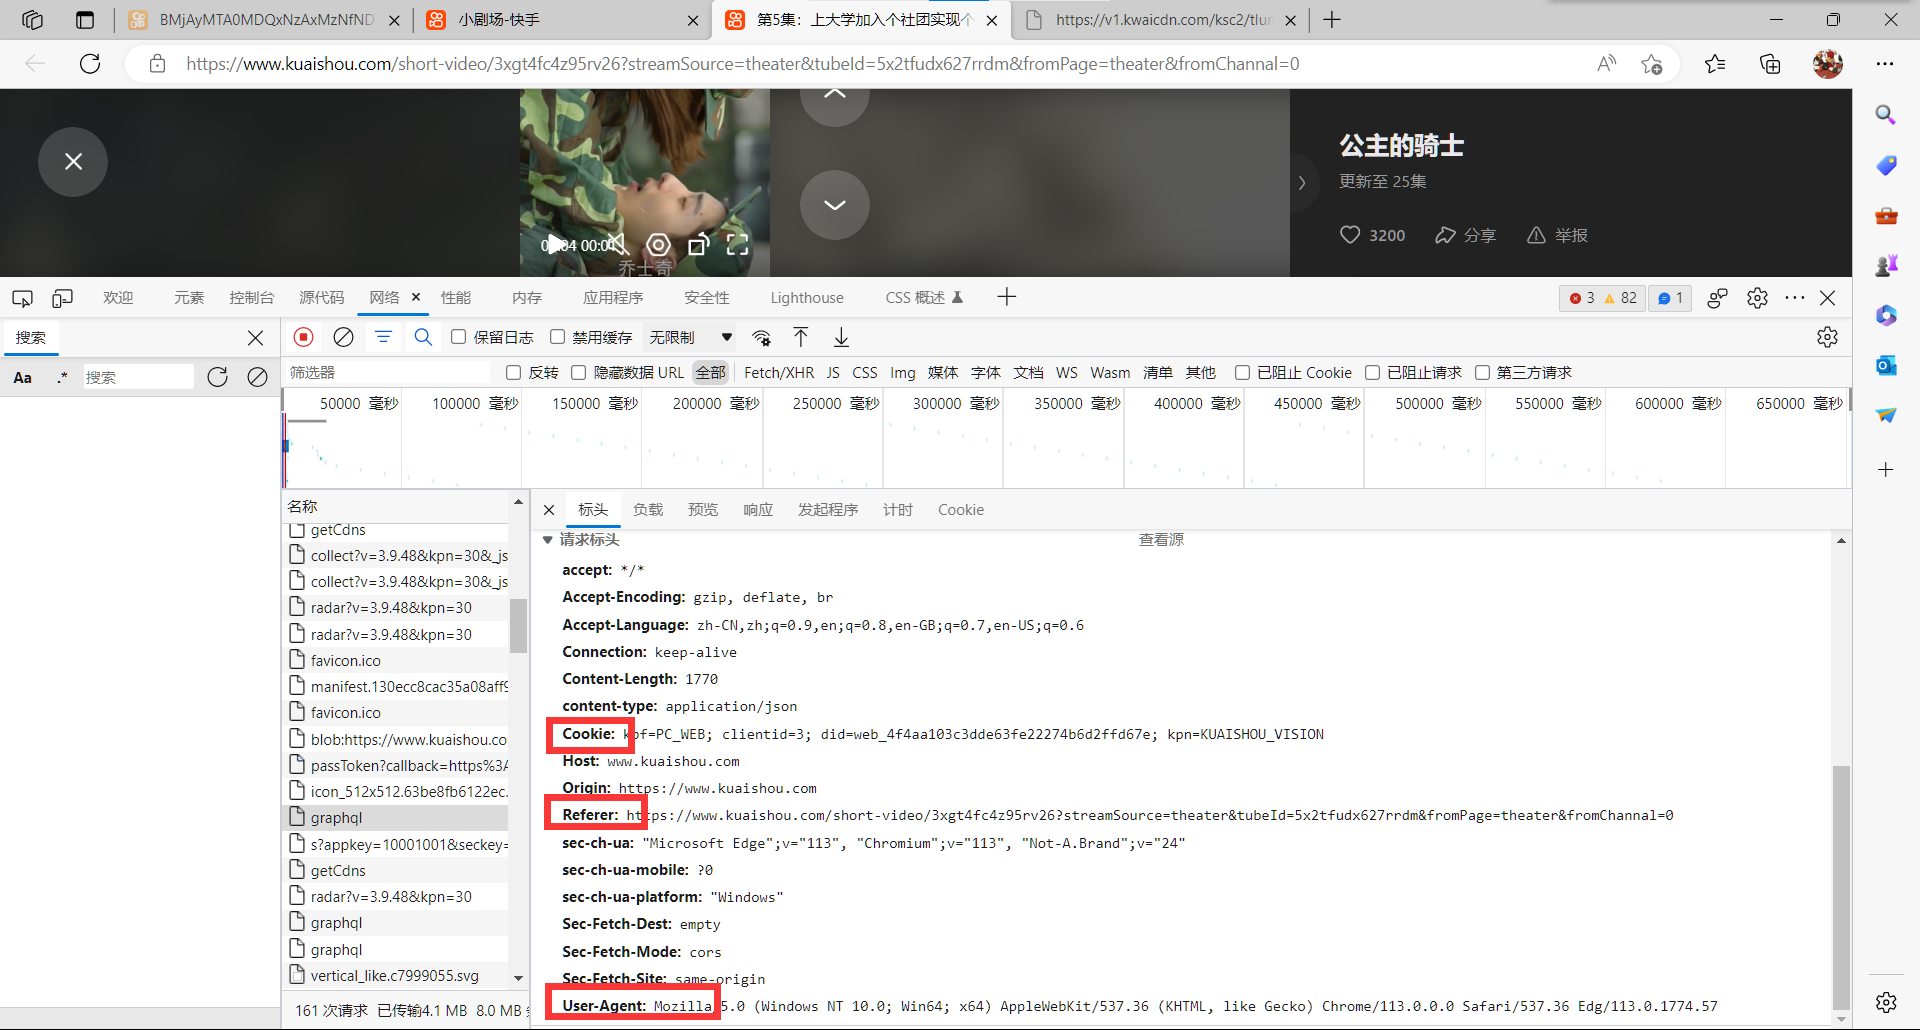 BMjAyMTA0MDQxNzAxMzNfND
小剧场-快手
第5集：上大学加入个社团实现个
https://v1.kwaicdn.com/ksc2/tlur
https://www.kuaishou.com/short-video/3xgt4fc4z95rv26?streamSource=theater&tubeId=5x2tfudx627rrdm&fromPage=theater&fromChannal=0
公主的骑士
更新至 25集
00:04
乔士奇
3200 分享 举报
欢迎 元素 控制台 源代码 网络 性能 内存 应用程序 安全性 Lighthouse CSS 概述
3 82 1
搜索
保留日志 禁用缓存 无限制
Aa .* 搜索
筛选器 反转 隐藏数据 URL 全部 Fetch/XHR JS CSS Img 媒体 字体 文档 WS Wasm 清单 其他 已阻止 Cookie 已阻止请求 第三方请求
50000 毫秒 100000 毫秒 150000 毫秒 200000 毫秒 250000 毫秒 300000 毫秒 350000 毫秒 400000 毫秒 450000 毫秒 500000 毫秒 550000 毫秒 600000 毫秒 650000 毫秒
名称
getCdns
collect?v=3.9.48&kpn=30&_js
collect?v=3.9.48&kpn=30&_js
radar?v=3.9.48&kpn=30
radar?v=3.9.48&kpn=30
favicon.ico
manifest.130ecc8cac35a08aff9
favicon.ico
blob:https://www.kuaishou.co
passToken?callback=https%3A
icon_512x512.63be8fb6122ec.
graphql
s?appkey=10001001&seckey=
getCdns
radar?v=3.9.48&kpn=30
graphql
graphql
vertical_like.c7999055.svg
161 次请求 已传输4.1 MB 8.0 MB
标头 负载 预览 响应 发起程序 计时 Cookie
请求标头 查看源
accept: */*
Accept-Encoding: gzip, deflate, br
Accept-Language: zh-CN,zh;q=0.9,en;q=0.8,en-GB;q=0.7,en-US;q=0.6
Connection: keep-alive
Content-Length: 1770
content-type: application/json
Cookie: kpf=PC_WEB; clientid=3; did=web_4f4aa103c3dde63fe22274b6d2ffd67e; kpn=KUAISHOU_VISION
Host: www.kuaishou.com
Origin: https://www.kuaishou.com
Referer: https://www.kuaishou.com/short-video/3xgt4fc4z95rv26?streamSource=theater&tubeId=5x2tfudx627rrdm&fromPage=theater&fromChannal=0
sec-ch-ua: "Microsoft Edge";v="113", "Chromium";v="113", "Not-A.Brand";v="24"
sec-ch-ua-mobile: ?0
sec-ch-ua-platform: "Windows"
Sec-Fetch-Dest: empty
Sec-Fetch-Mode: cors
Sec-Fetch-Site: same-origin
User-Agent: Mozilla/5.0 (Windows NT 10.0; Win64; x64) AppleWebKit/537.36 (KHTML, like Gecko) Chrome/113.0.0.0 Safari/537.36 Edg/113.0.1774.57